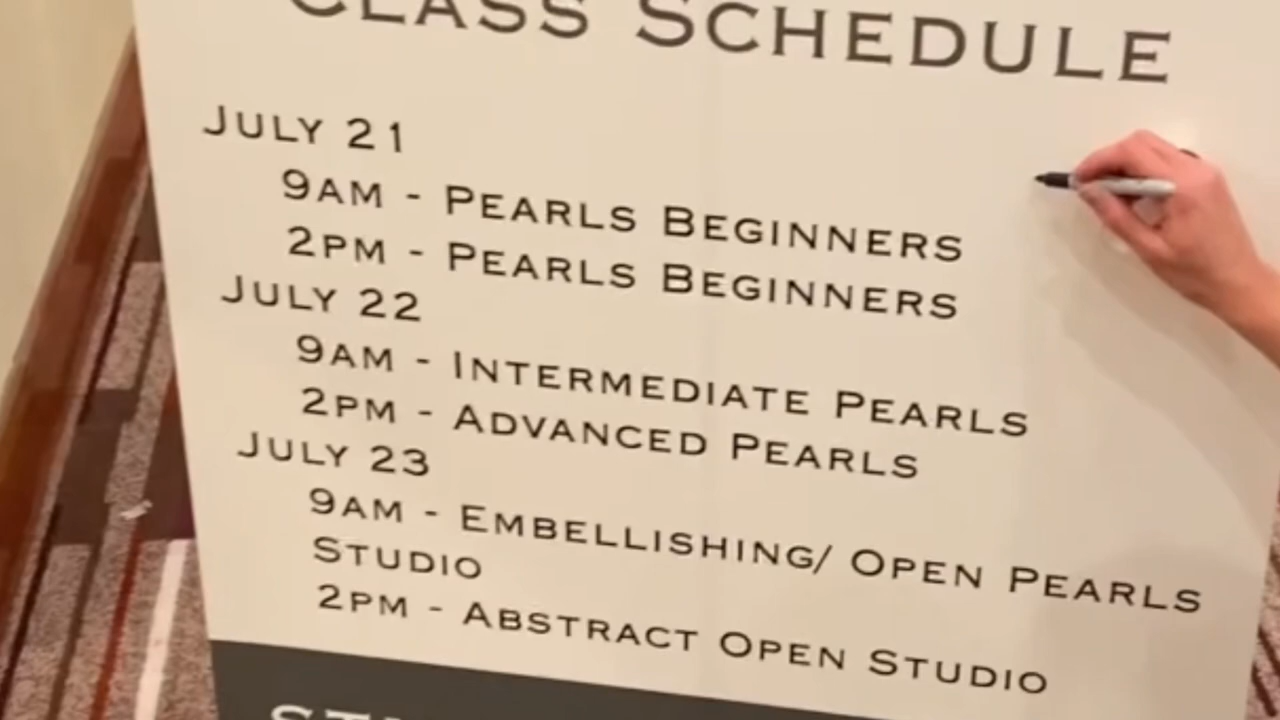 CLASS SCHEDULE
JULY 21
9AM - PEARLS BEGINNERS
2PM - PEARLS BEGINNERS
JULY 22
9AM - INTERMEDIATE PEARLS
2PM - ADVANCED PEARLS
JULY 23
9AM - EMBELLISHING/ OPEN PEARLS
STUDIO
2PM - ABSTRACT OPEN STUDIO